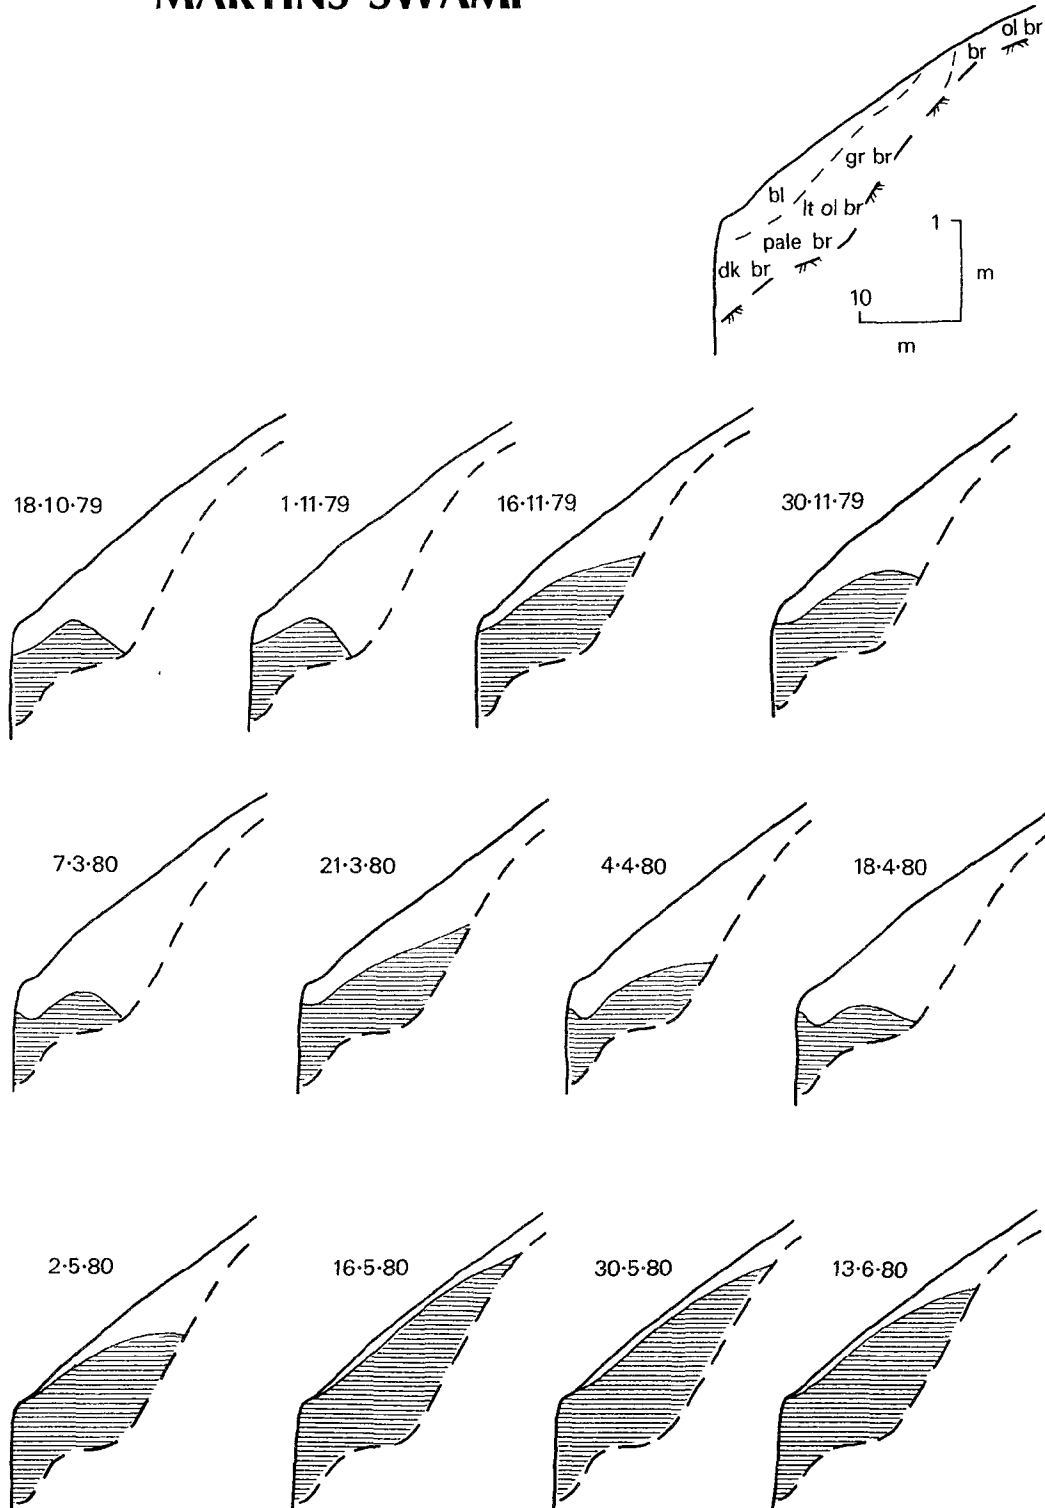 MARTINS SWAMP
ol br
br
gr br
bl
lt ol br
pale br
dk br
1
m
10
m
18·10·79
1·11·79
16·11·79
30·11·79
7·3·80
21·3·80
4·4·80
18·4·80
2·5·80
16·5·80
30·5·80
13·6·80